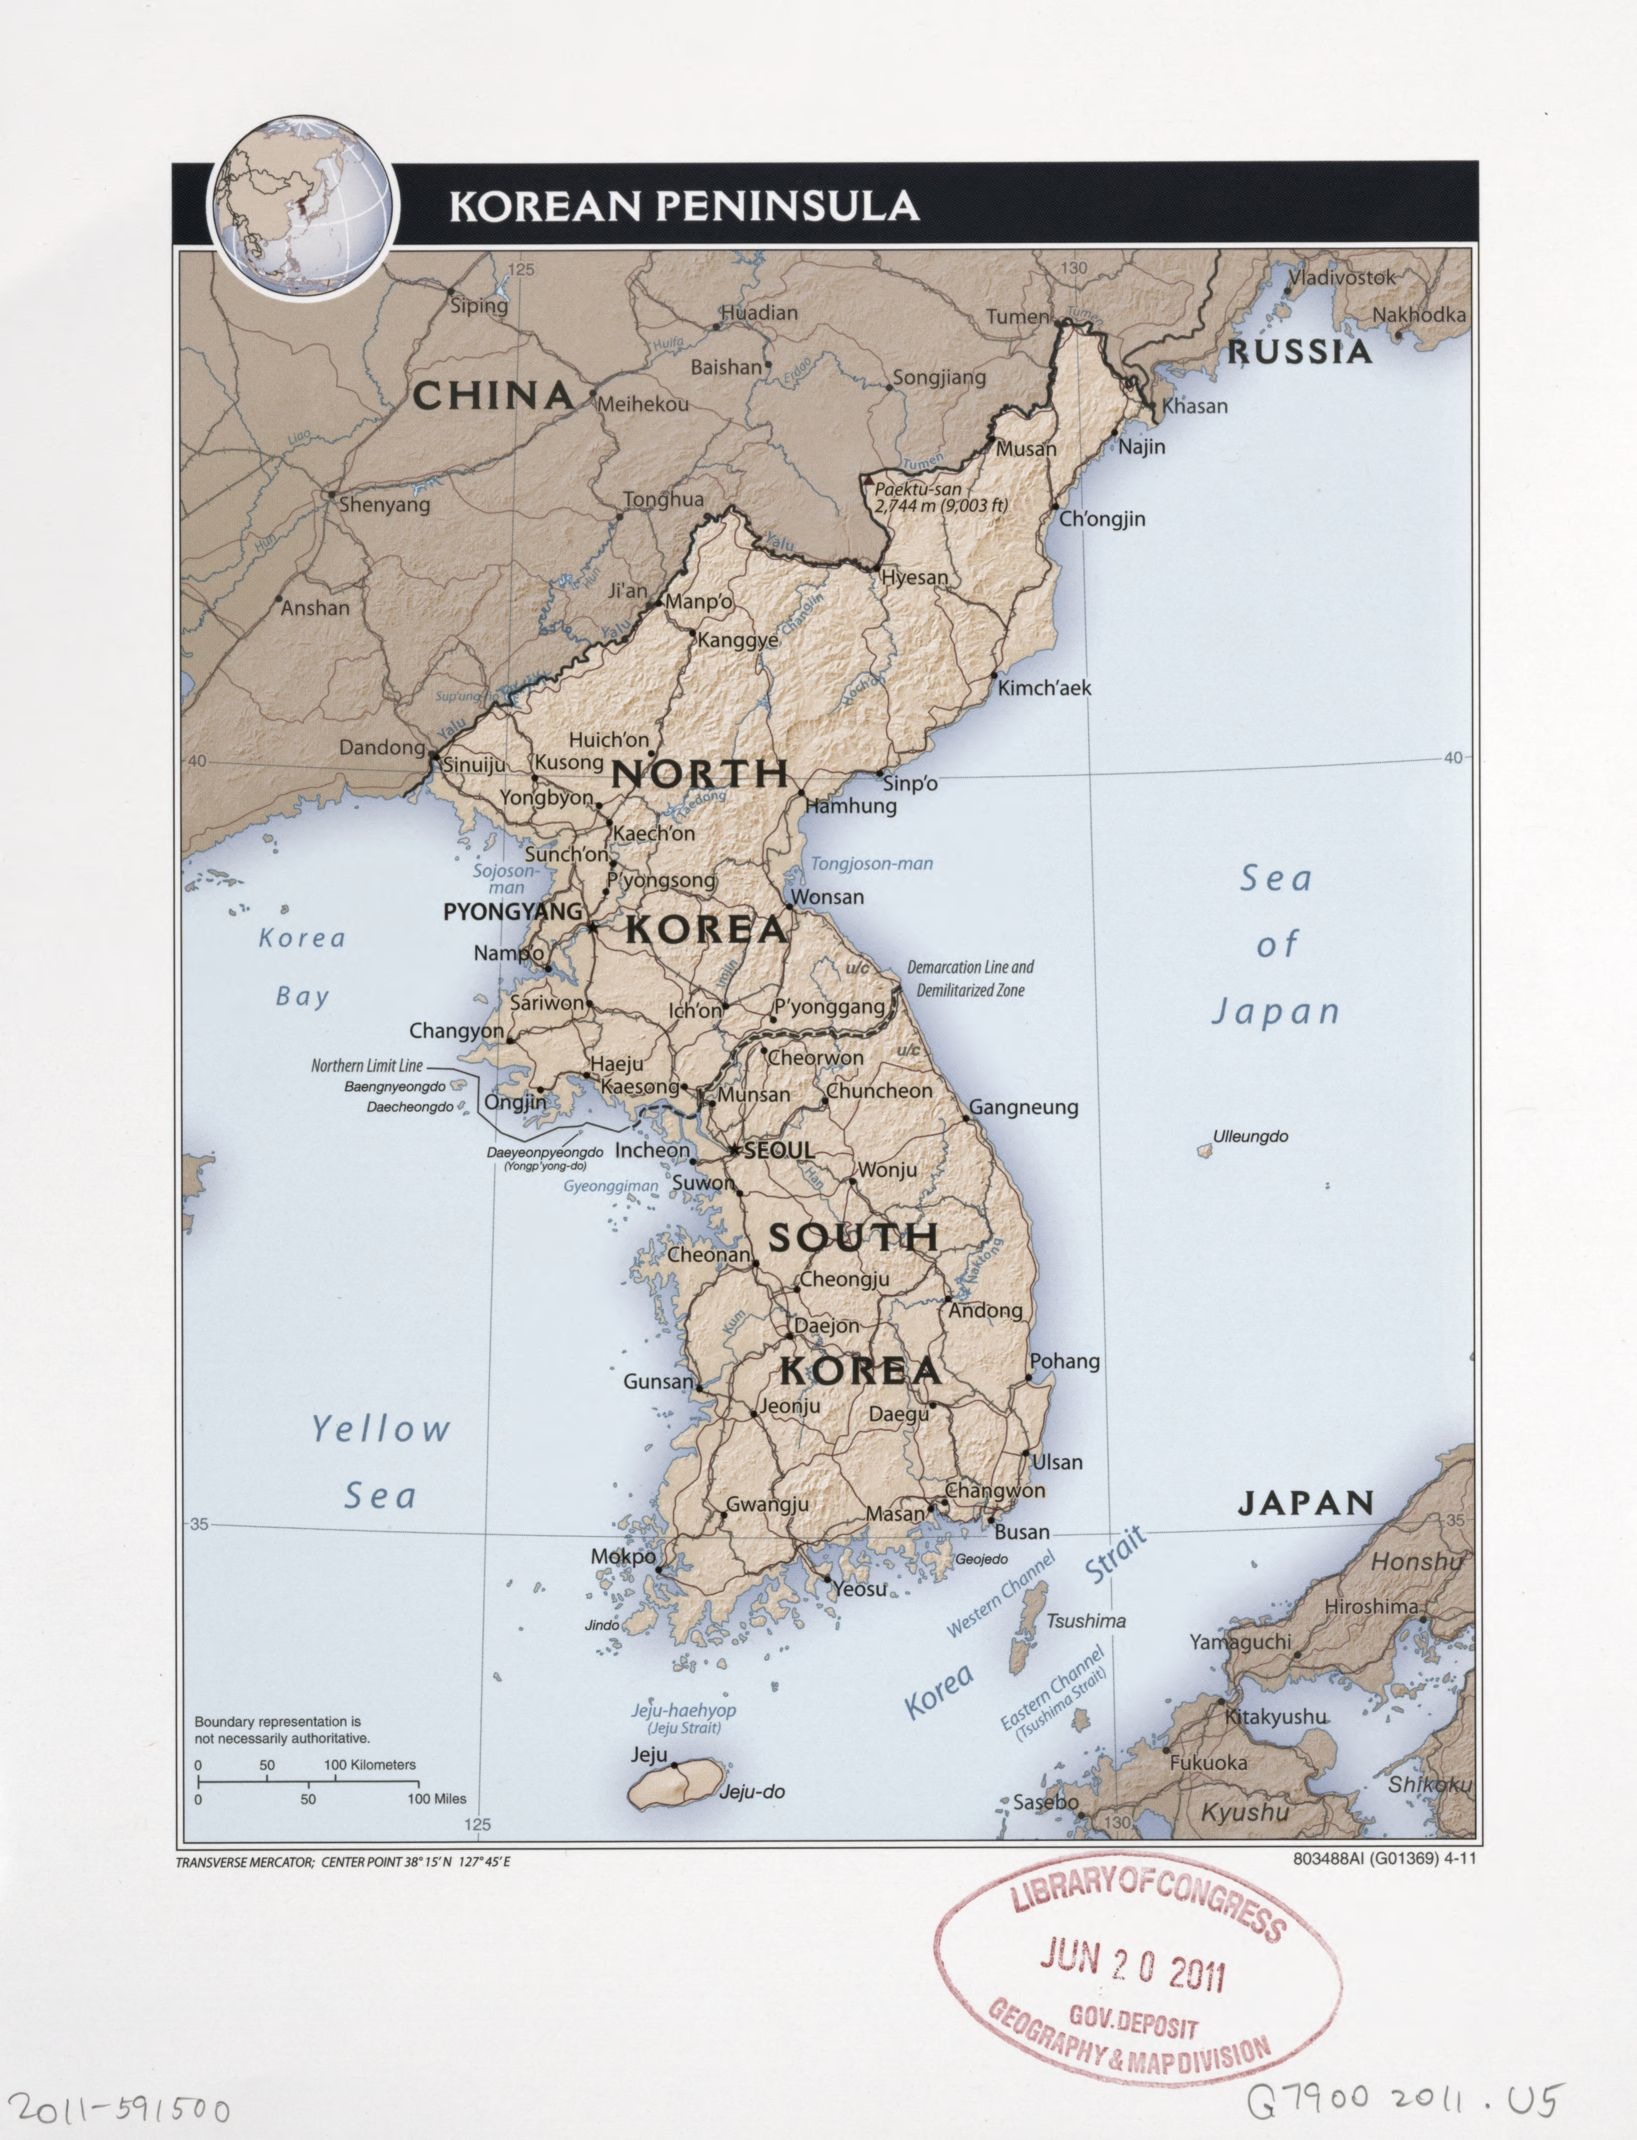 KOREAN PENINSULA
125
130
Siping
Huadian
Tumen
Tumen
Vladivostok
Nakhodka
Huifa
Baishan
Erdao
Songjiang
RUSSIA
CHINA
Meihekou
Khasan
Liao
Musan
Najin
Tumen
Shenyang
Tonghua
Paektu-san
2,744 m (9,003 ft)
Ch'ongjin
Hun
Yalu
Hyesan
Anshan
Hun
Ji'an
Manp'o
Changjin
Yalu
Kanggye
Kimch'aek
Hoch'on
Yalu
Dandong
Huich'on
40
Sinuiju
Kusong
NORTH
40
Sinp'o
Yongbyon
Taedong
Hamhung
Kaech'on
Sunch'on
Tongjoson-man
Sojoson-
man
P'yongsong
Sea
of
Japan
Wonsan
PYONGYANG
KOREA
Korea
Bay
Namp'o
Imjin
u/c
Demarcation Line and
Demilitarized Zone
Sariwon
Ich'on
P'yonggang
Changyon
Northern Limit Line
Haeju
Cheorwon
u/c
Baengnyeongdo
Kaesong
Munsan
Chuncheon
Daecheongdo
Ongjin
Gangneung
Ulleungdo
Daeyeonpyeongdo
(Yongp'yong-do)
Incheon
SEOUL
Gyeonggiman
Suwon
Han
Wonju
SOUTH
Cheonan
Naktong
Cheongju
Andong
Kum
Daejon
KOREA
Pohang
Gunsan
Jeonju
Daegu
Yellow
Sea
Ulsan
Changwon
JAPAN
Gwangju
Masan
35
Busan
35
Mokpo
Geojedo
Strait
Honshu
Yeosu
Western Channel
Hiroshima
Jindo
Tsushima
Yamaguchi
Korea
Eastern Channel
(Tsushima Strait)
Jeju-haehyop
(Jeju Strait)
Kitakyushu
Boundary representation is
not necessarily authoritative.
Jeju
Fukuoka
0 50 100 Kilometers
Jeju-do
Shikoku
0 50 100 Miles
Sasebo
Kyushu
125
130
TRANSVERSE MERCATOR; CENTER POINT 38° 15′ N 127° 45′ E
803488AI (G01369) 4-11
LIBRARY OF CONGRESS
JUN 20 2011
GOV. DEPOSIT
GEOGRAPHY & MAP DIVISION
2011-591500
G7900 2011 .U5